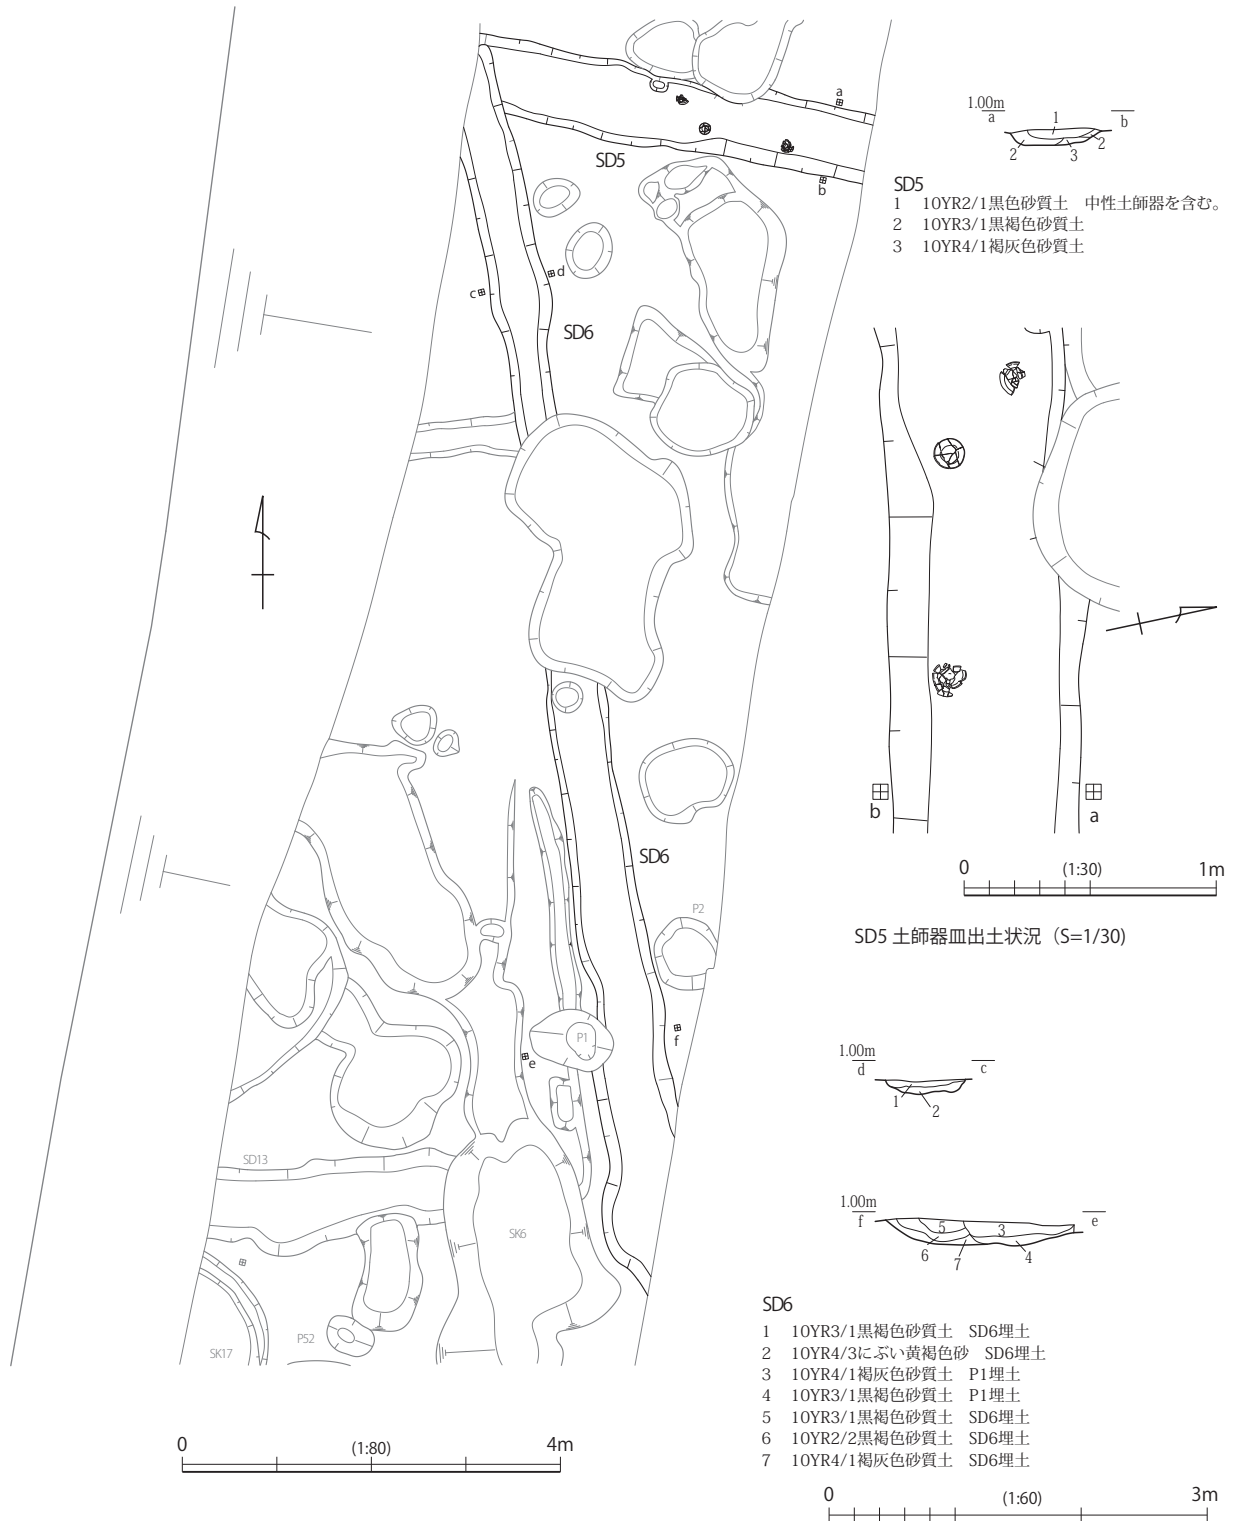 a
1.00m
a
1
b
2
3
2
SD5
b
SD5
1 10YR2/1黒色砂質土 中性土師器を含む。
2 10YR3/1黒褐色砂質土
3 10YR4/1褐灰色砂質土
d
c
SD6
b
a
0 (1:30) 1m
SD5 土師器皿出土状況（S=1/30）
SD6
P2
f
P1
e
1.00m
d
c
1
2
SD13
SK6
P52
SK17
1.00m
f
5
3
e
6
7
4
SD6
1 10YR3/1黒褐色砂質土 SD6埋土
2 10YR4/3にぶい黄褐色砂 SD6埋土
3 10YR4/1褐灰色砂質土 P1埋土
4 10YR3/1黒褐色砂質土 P1埋土
5 10YR3/1黒褐色砂質土 SD6埋土
6 10YR2/2黒褐色砂質土 SD6埋土
7 10YR4/1褐灰色砂質土 SD6埋土
0 (1:80) 4m
0 (1:60) 3m